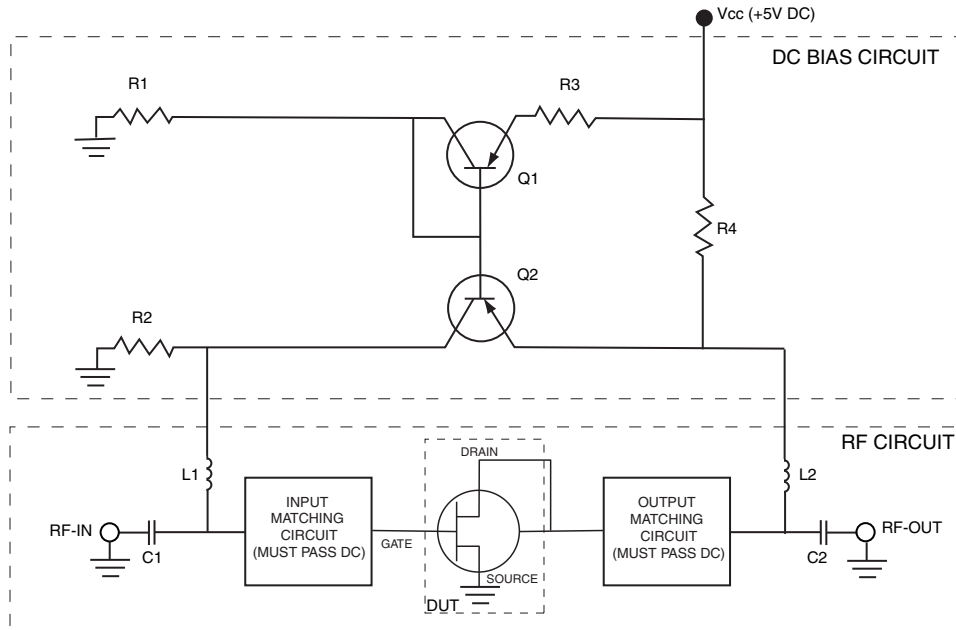 Vcc (+5V DC)
DC BIAS CIRCUIT
R1
R3
Q1
R4
Q2
R2
RF CIRCUIT
DRAIN
L1
L2
INPUT
MATCHING
CIRCUIT
(MUST PASS DC)
OUTPUT
MATCHING
CIRCUIT
(MUST PASS DC)
RF-IN
C1
GATE
C2
RF-OUT
SOURCE
DUT